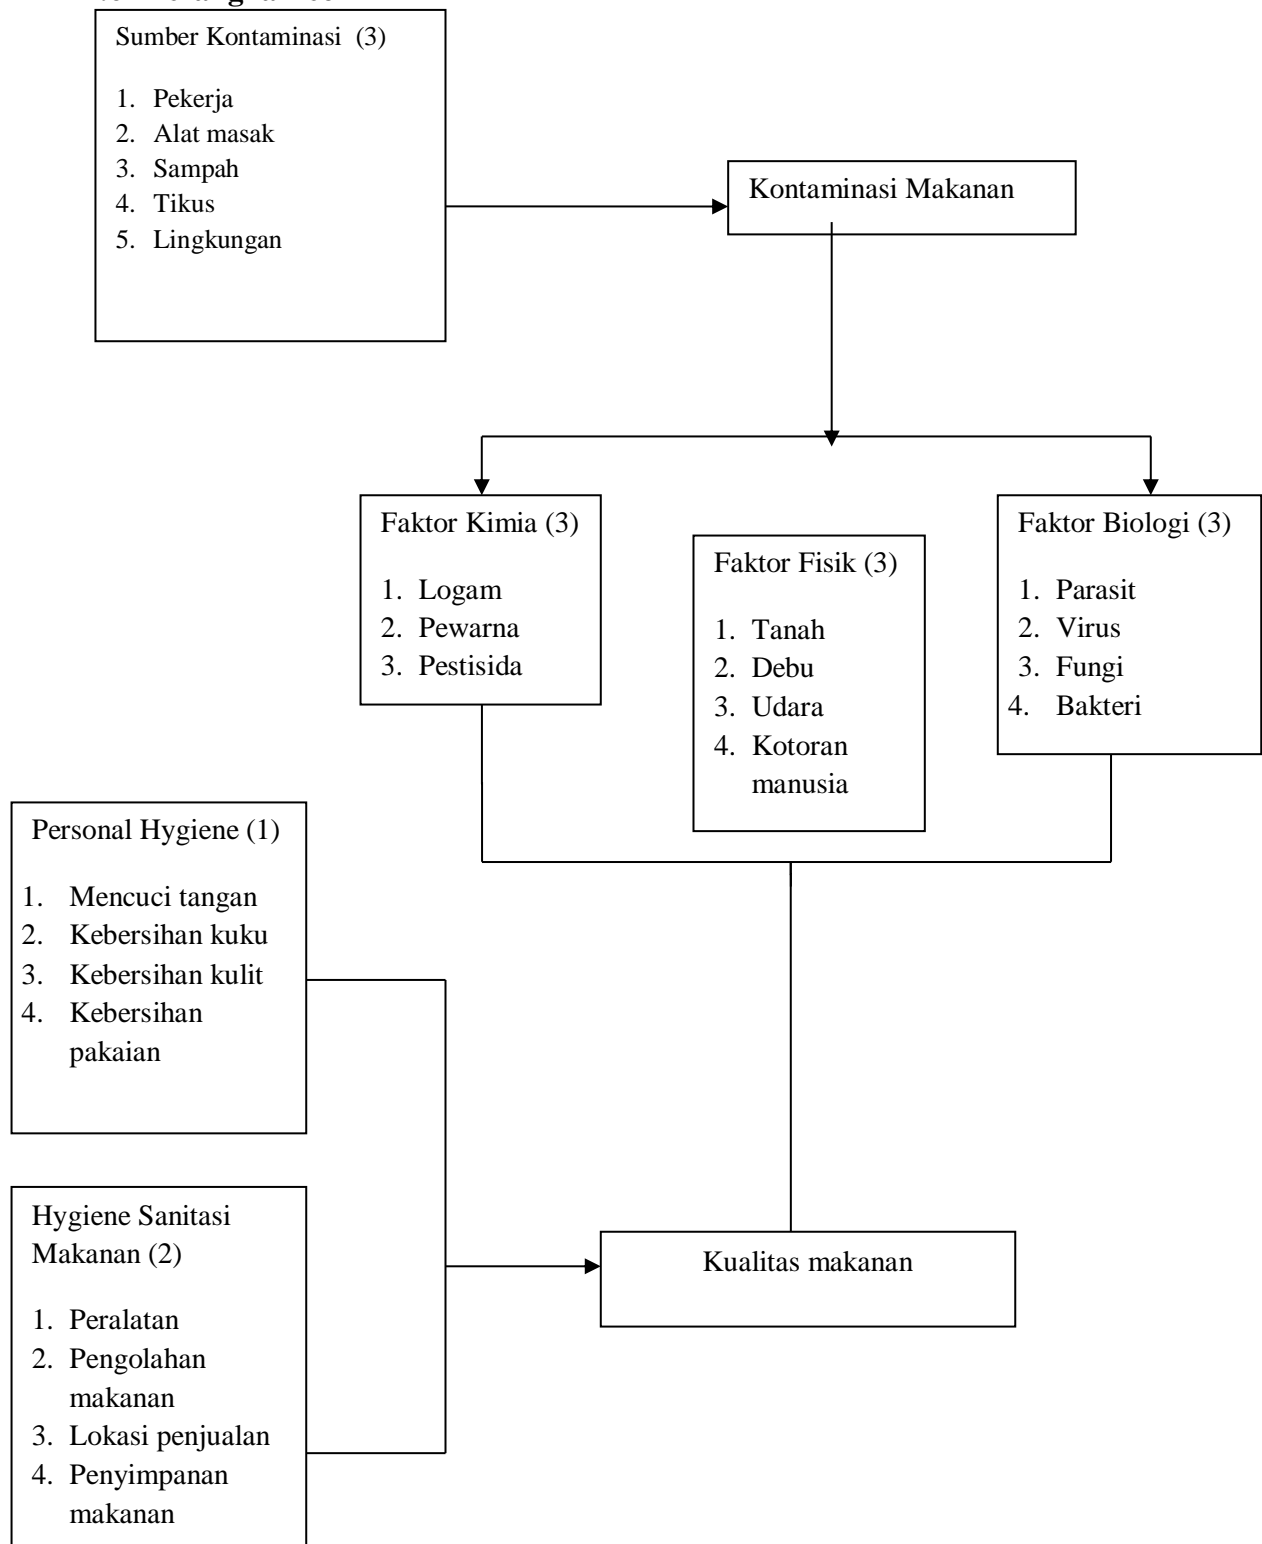 Sumber Kontaminasi (3)
1. Pekerja
2. Alat masak
3. Sampah
4. Tikus
5. Lingkungan
Kontaminasi Makanan
Faktor Kimia (3)
1. Logam
2. Pewarna
3. Pestisida
Faktor Fisik (3)
1. Tanah
2. Debu
3. Udara
4. Kotoran
manusia
Faktor Biologi (3)
1. Parasit
2. Virus
3. Fungi
4. Bakteri
Personal Hygiene (1)
1. Mencuci tangan
2. Kebersihan kuku
3. Kebersihan kulit
4. Kebersihan
pakaian
Hygiene Sanitasi
Makanan (2)
1. Peralatan
2. Pengolahan
makanan
3. Lokasi penjualan
4. Penyimpanan
makanan
Kualitas makanan